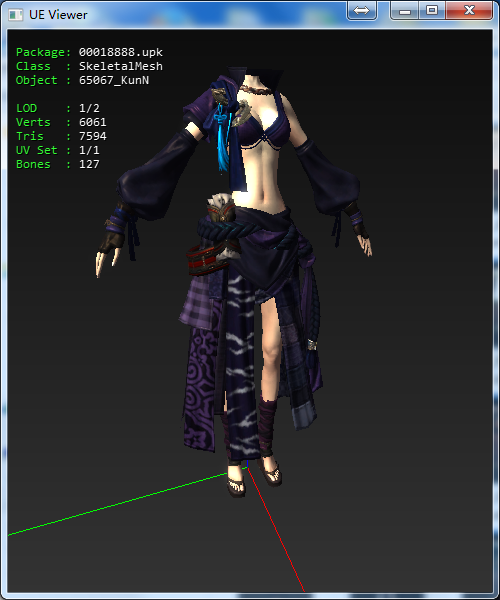 UE Viewer
Package: 00018888.upk
Class : SkeletalMesh
Object : 65067_KunN
LOD : 1/2
Verts : 6061
Tris : 7594
UV Set : 1/1
Bones : 127